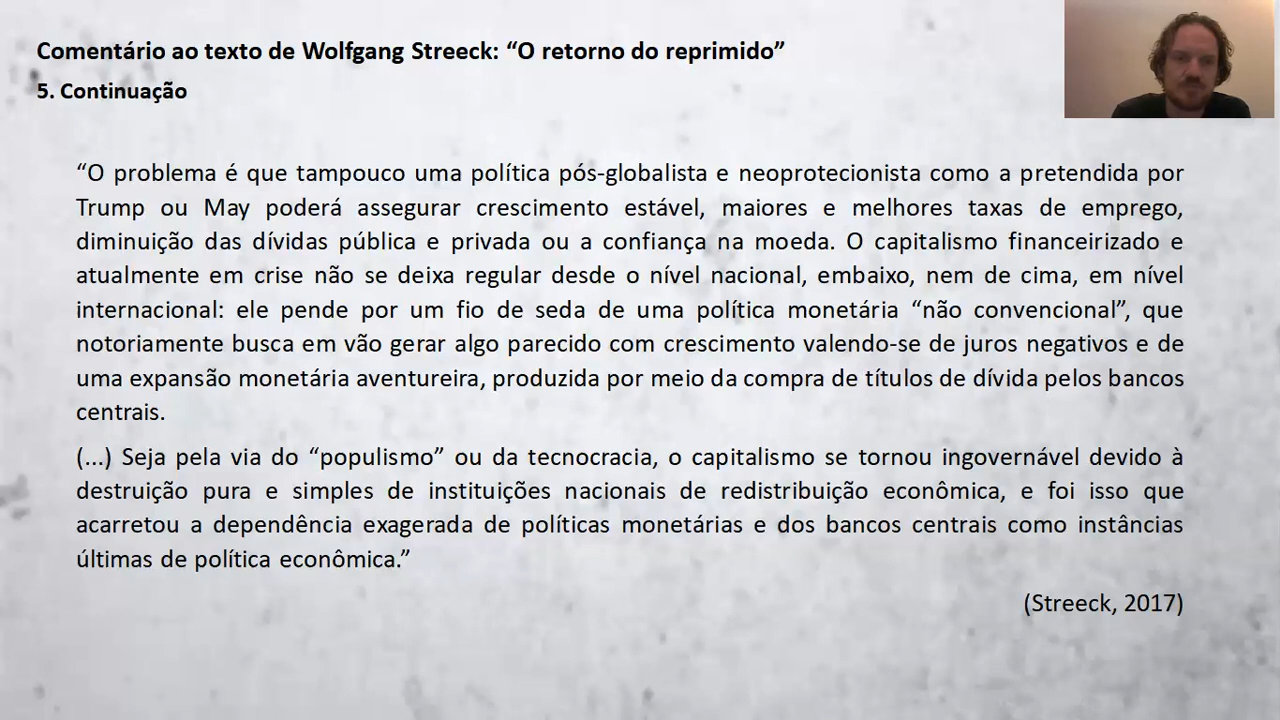 Comentário ao texto de Wolfgang Streeck: “O retorno do reprimido”
5. Continuação
“O problema é que tampouco uma política pós-globalista e neoprotecionista como a pretendida por
Trump ou May poderá assegurar crescimento estável, maiores e melhores taxas de emprego,
diminuição das dívidas pública e privada ou a confiança na moeda. O capitalismo financeirizado e
atualmente em crise não se deixa regular desde o nível nacional, embaixo, nem de cima, em nível
internacional: ele pende por um fio de seda de uma política monetária “não convencional”, que
notoriamente busca em vão gerar algo parecido com crescimento valendo-se de juros negativos e de
uma expansão monetária aventureira, produzida por meio da compra de títulos de dívida pelos bancos
centrais.
(...) Seja pela via do “populismo” ou da tecnocracia, o capitalismo se tornou ingovernável devido à
destruição pura e simples de instituições nacionais de redistribuição econômica, e foi isso que
acarretou a dependência exagerada de políticas monetárias e dos bancos centrais como instâncias
últimas de política econômica.”
(Streeck, 2017)